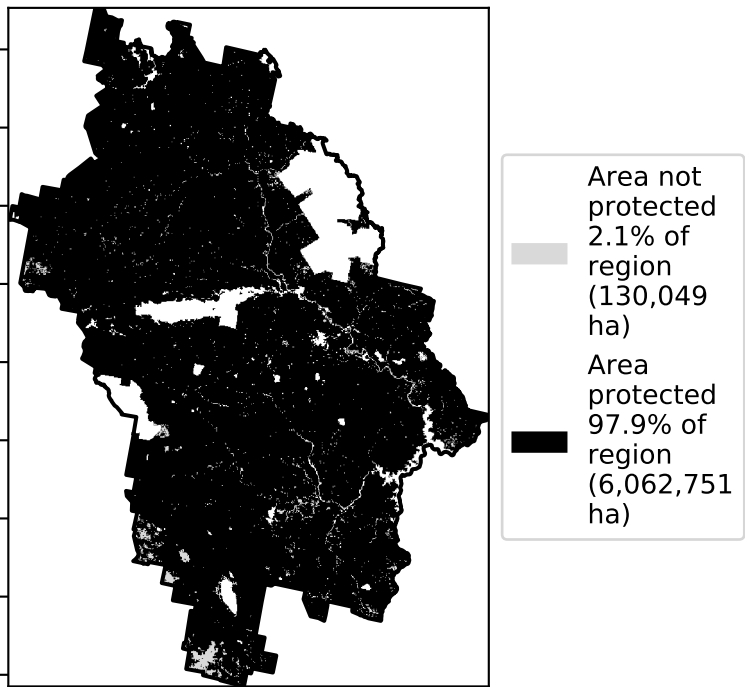 Area not
protected
2.1% of
region
(130,049
ha)
Area
protected
97.9% of
region
(6,062,751
ha)